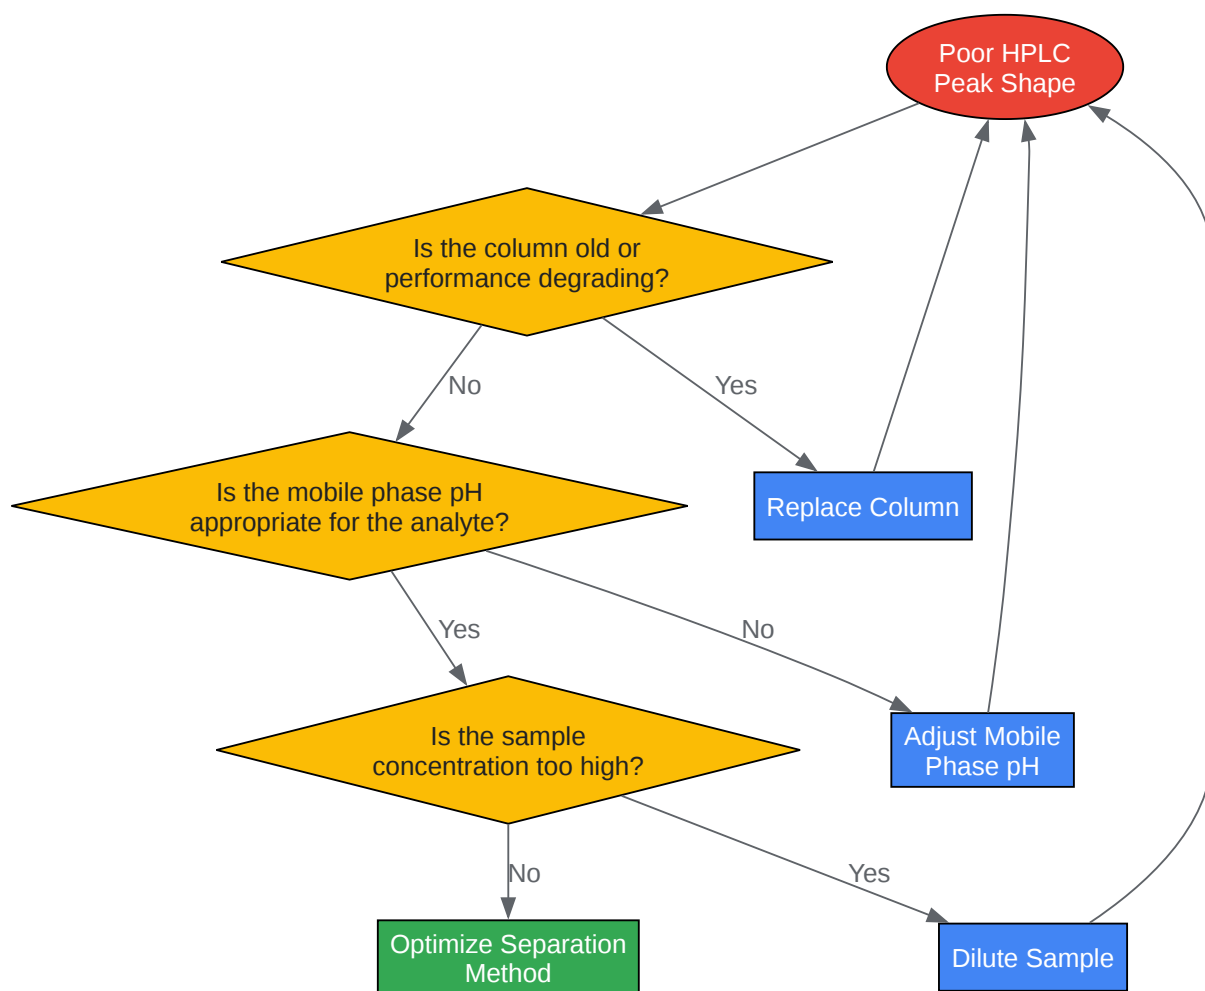 Poor HPLC
Peak Shape
Is the column old or
performance degrading?
No
Yes
Is the mobile phase pH
appropriate for the analyte?
Replace Column
Yes
No
Is the sample
concentration too high?
Adjust Mobile
Phase pH
No
Yes
Optimize Separation
Method
Dilute Sample